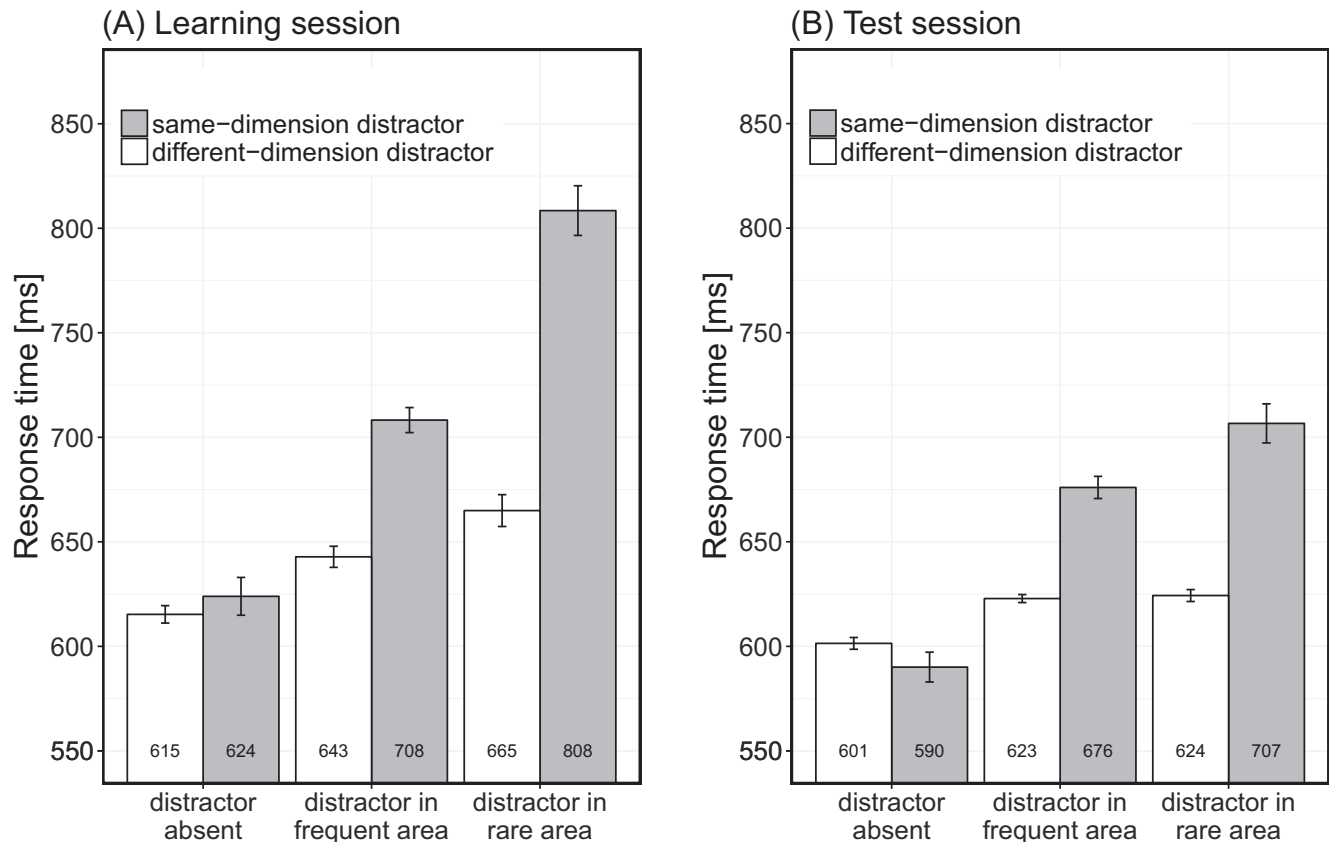 (A) Learning session
same−dimension distractor
different−dimension distractor
Response time [ms]
850
800
750
700
650
600
550
615
624
643
708
665
808
distractor absent
distractor in frequent area
distractor in rare area
(B) Test session
same−dimension distractor
different−dimension distractor
Response time [ms]
850
800
750
700
650
600
550
601
590
623
676
624
707
distractor
absent
distractor in
frequent area
distractor in
rare area